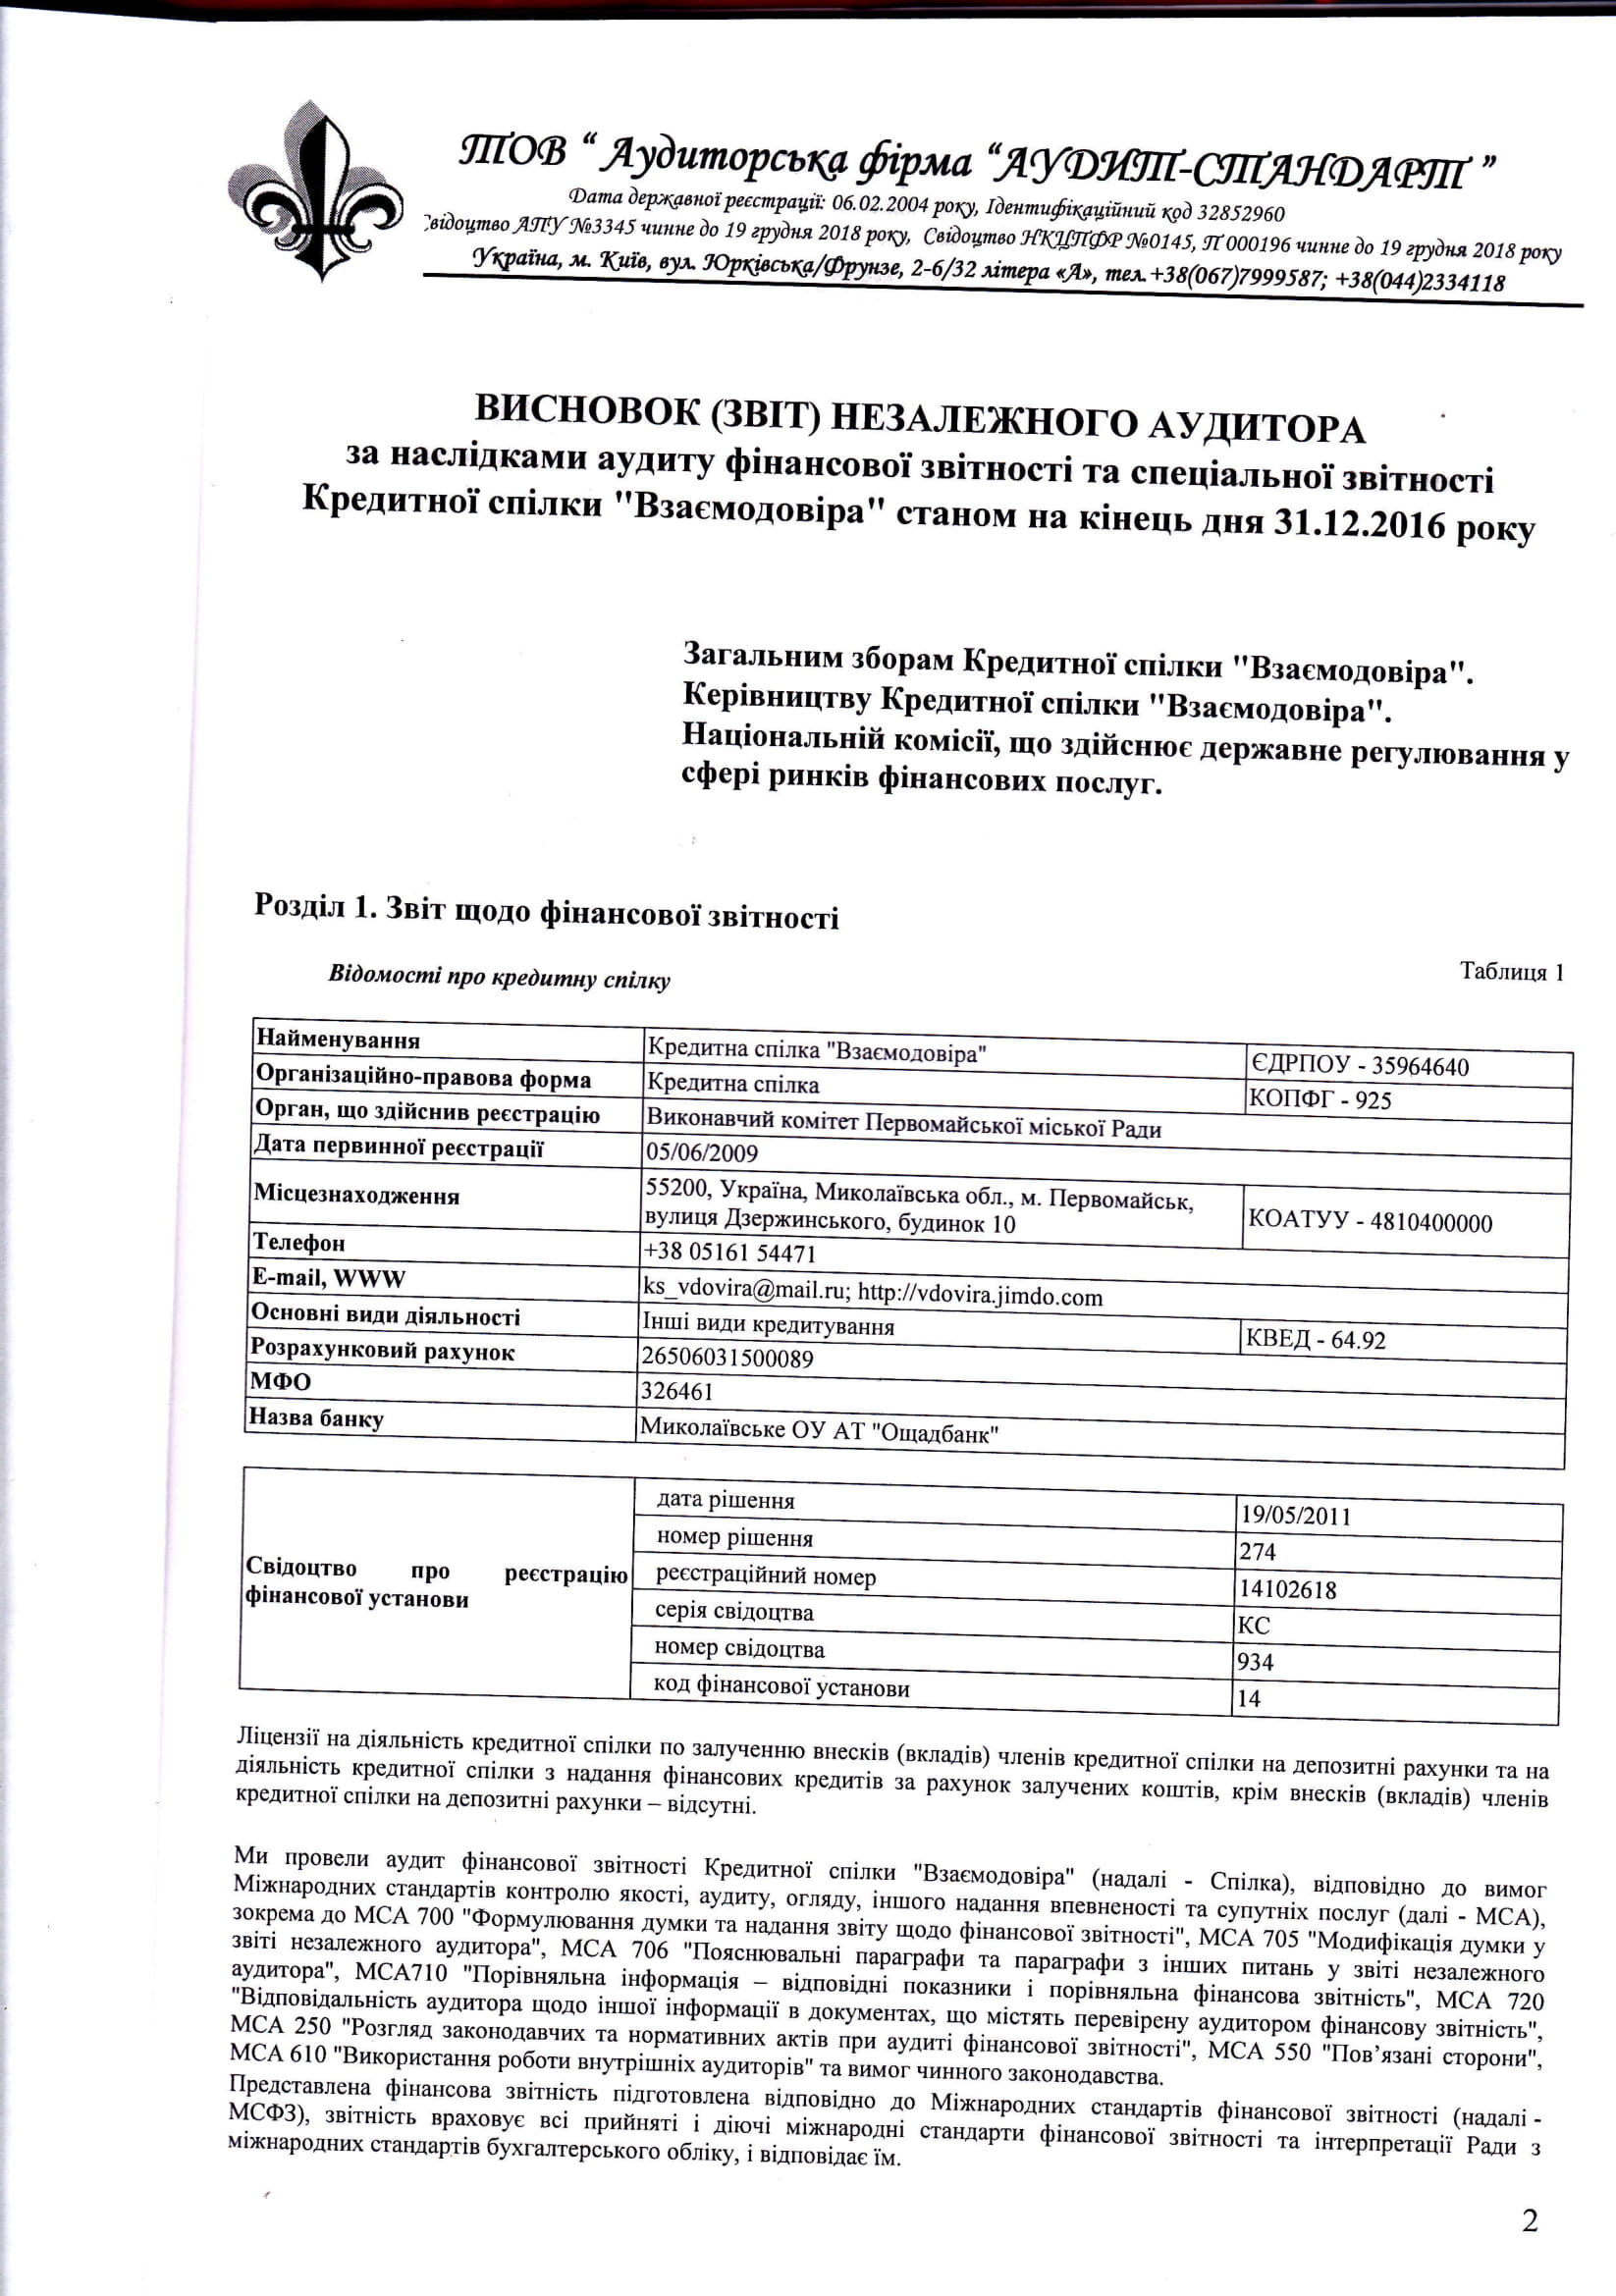 ТОВ “ Аудиторська фірма “АУДИТ-СТАНДАРТ ”
Дата державної реєстрації: 06.02.2004 року, Ідентифікаційний код 32852960
Свідоцтво АПУ №3345 чинне до 19 грудня 2018 року, Свідоцтво НКЦПФР №0145, П 000196 чинне до 19 грудня 2018 року
Україна, м. Київ, вул. Юрківська/Фрунзе, 2-6/32 літера «А», тел.+38(067)7999587; +38(044)2334118
ВИСНОВОК (ЗВІТ) НЕЗАЛЕЖНОГО АУДИТОРА
за наслідками аудиту фінансової звітності та спеціальної звітності
Кредитної спілки "Взаємодовіра" станом на кінець дня 31.12.2016 року
Загальним зборам Кредитної спілки "Взаємодовіра".
Керівництву Кредитної спілки "Взаємодовіра".
Національній комісії, що здійснює державне регулювання у
сфері ринків фінансових послуг.
Розділ 1. Звіт щодо фінансової звітності
Таблиця 1
Відомості про кредитну спілку
Найменування Кредитна спілка "Взаємодовіра" ЄДРПОУ - 35964640
Організаційно-правова форма Кредитна спілка КОПФГ - 925
Орган, що здійснив реєстрацію Виконавчий комітет Первомайської міської Ради
Дата первинної реєстрації 05/06/2009
Місцезнаходження 55200, Україна, Миколаївська обл., м. Первомайськ,
вулиця Дзержинського, будинок 10 КОАТУУ - 4810400000
Телефон +38 05161 54471
E-mail, WWW ks_vdovira@mail.ru; http://vdovira.jimdo.com
Основні види діяльності Інші види кредитування КВЕД - 64.92
Розрахунковий рахунок 26506031500089
МФО 326461
Назва банку Миколаївське ОУ АТ "Ощадбанк"
Свідоцтво про реєстрацію
фінансової установи
дата рішення 19/05/2011
номер рішення 274
реєстраційний номер 14102618
серія свідоцтва КС
номер свідоцтва 934
код фінансової установи 14
Ліцензії на діяльність кредитної спілки по залученню внесків (вкладів) членів кредитної спілки на депозитні рахунки та на
діяльність кредитної спілки з надання фінансових кредитів за рахунок залучених коштів, крім внесків (вкладів) членів
кредитної спілки на депозитні рахунки – відсутні.
Ми провели аудит фінансової звітності Кредитної спілки "Взаємодовіра" (надалі - Спілка), відповідно до вимог
Міжнародних стандартів контролю якості, аудиту, огляду, іншого надання впевненості та супутніх послуг (далі - МСА),
зокрема до МСА 700 "Формулювання думки та надання звіту щодо фінансової звітності", МСА 705 "Модифікація думки у
звіті незалежного аудитора", МСА 706 "Пояснювальні параграфи та параграфи з інших питань у звіті незалежного
аудитора", МСА710 "Порівняльна інформація – відповідні показники і порівняльна фінансова звітність", МСА 720
"Відповідальність аудитора щодо іншої інформації в документах, що містять перевірену аудитором фінансову звітність",
МСА 250 "Розгляд законодавчих та нормативних актів при аудиті фінансової звітності", МСА 550 "Пов’язані сторони",
МСА 610 "Використання роботи внутрішніх аудиторів" та вимог чинного законодавства.
Представлена фінансова звітність підготовлена відповідно до Міжнародних стандартів фінансової звітності (надалі -
МСФЗ), звітність враховує всі прийняті і діючі міжнародні стандарти фінансової звітності та інтерпретації Ради з
міжнародних стандартів бухгалтерського обліку, і відповідає їм.
2